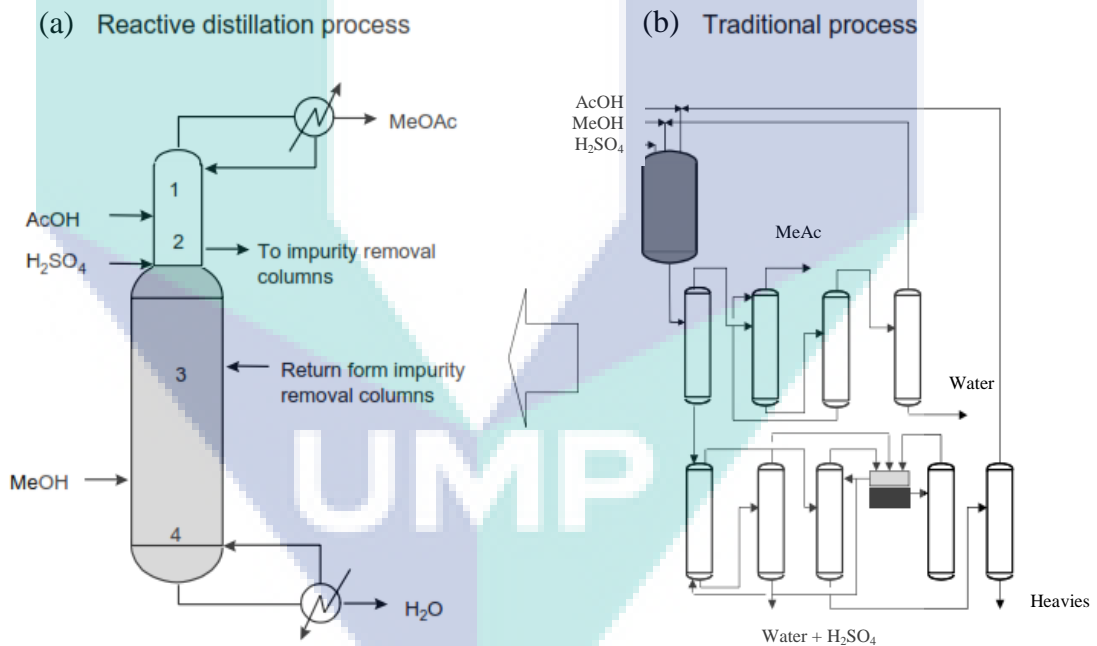 (a) Reactive distillation process
MeOAc
1
AcOH
2
To impurity removal
columns
H₂SO₄
3
Return form impurity
removal columns
MeOH
4
H₂O
(b) Traditional process
AcOH
MeOH
H₂SO₄
MeAc
Water
Heavies
Water + H₂SO₄
UMP